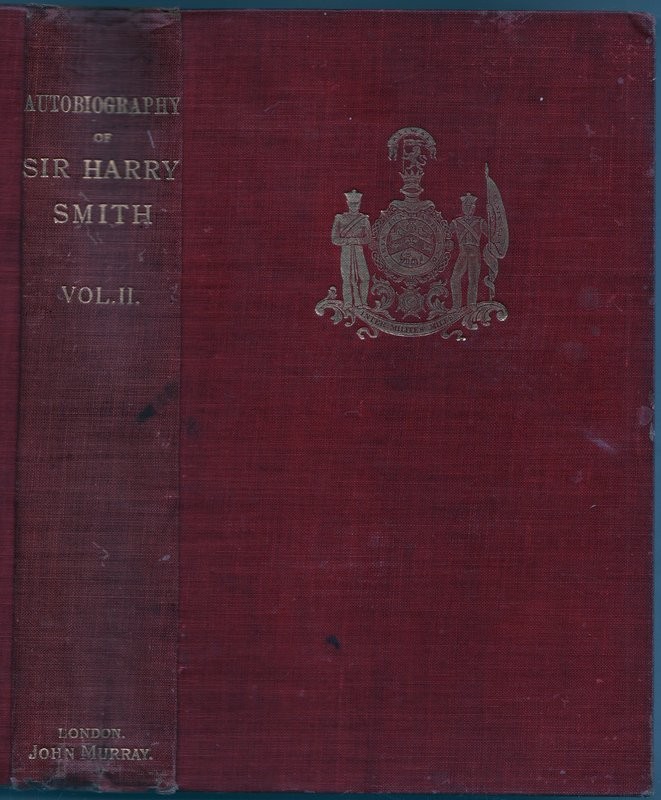 AUTOBIOGRAPHY
OF
SIR HARRY
SMITH
VOL. II.
LONDON.
JOHN MURRAY.